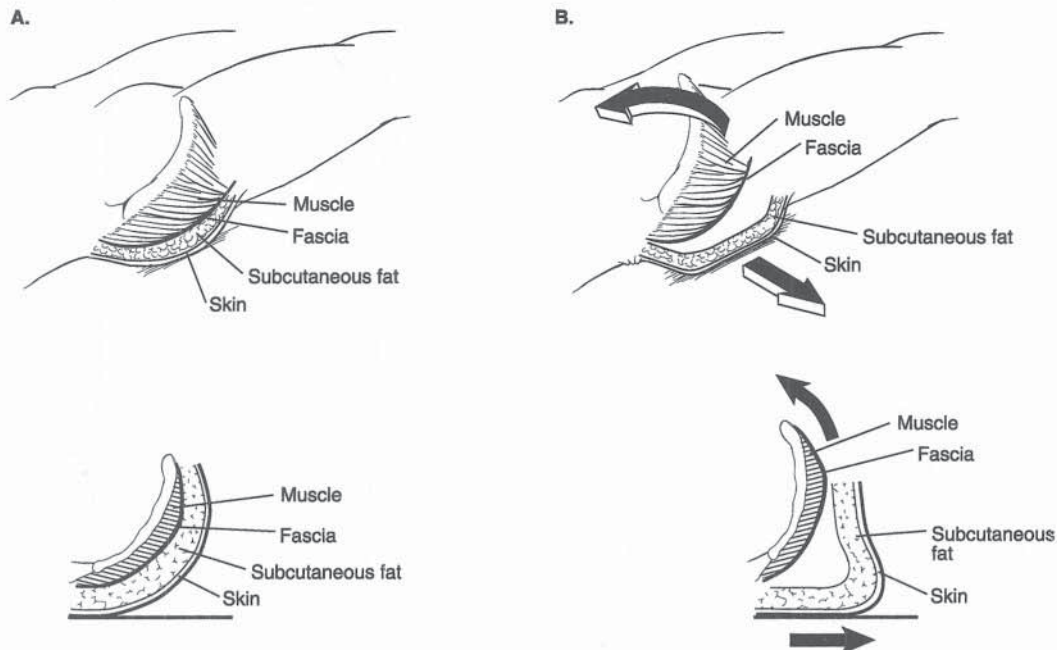 A.
Muscle
Fascia
Subcutaneous fat
Skin
B.
Muscle
Fascia
Subcutaneous fat
Skin
Muscle
Fascia
Subcutaneous fat
Skin
Muscle
Fascia
Subcutaneous
fat
Skin